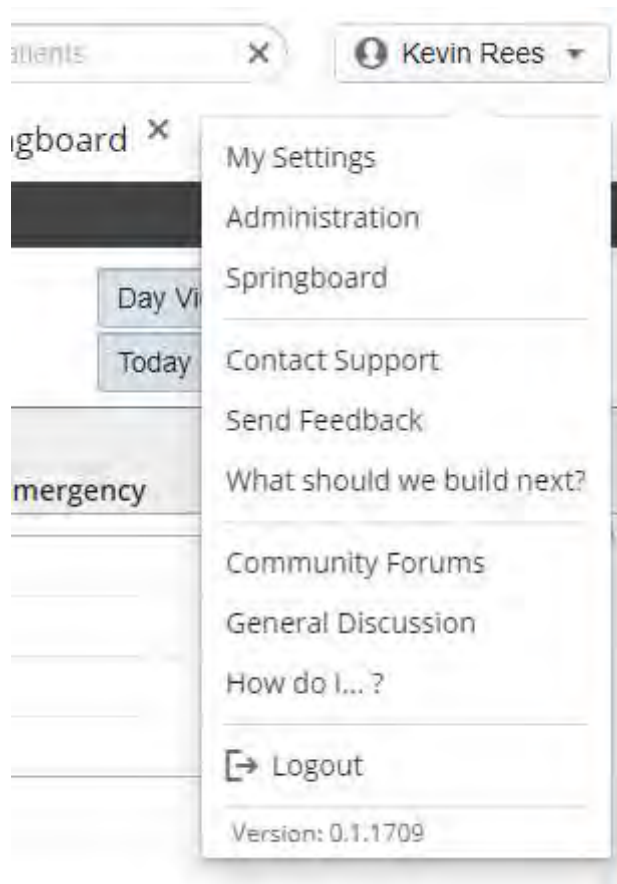 atients × Kevin Rees
gboard ×
My Settings
Administration
Springboard
Day Vi
Today
Contact Support
Send Feedback
mergency
What should we build next?
Community Forums
General Discussion
How do I... ?
Logout
Version: 0.1.1709